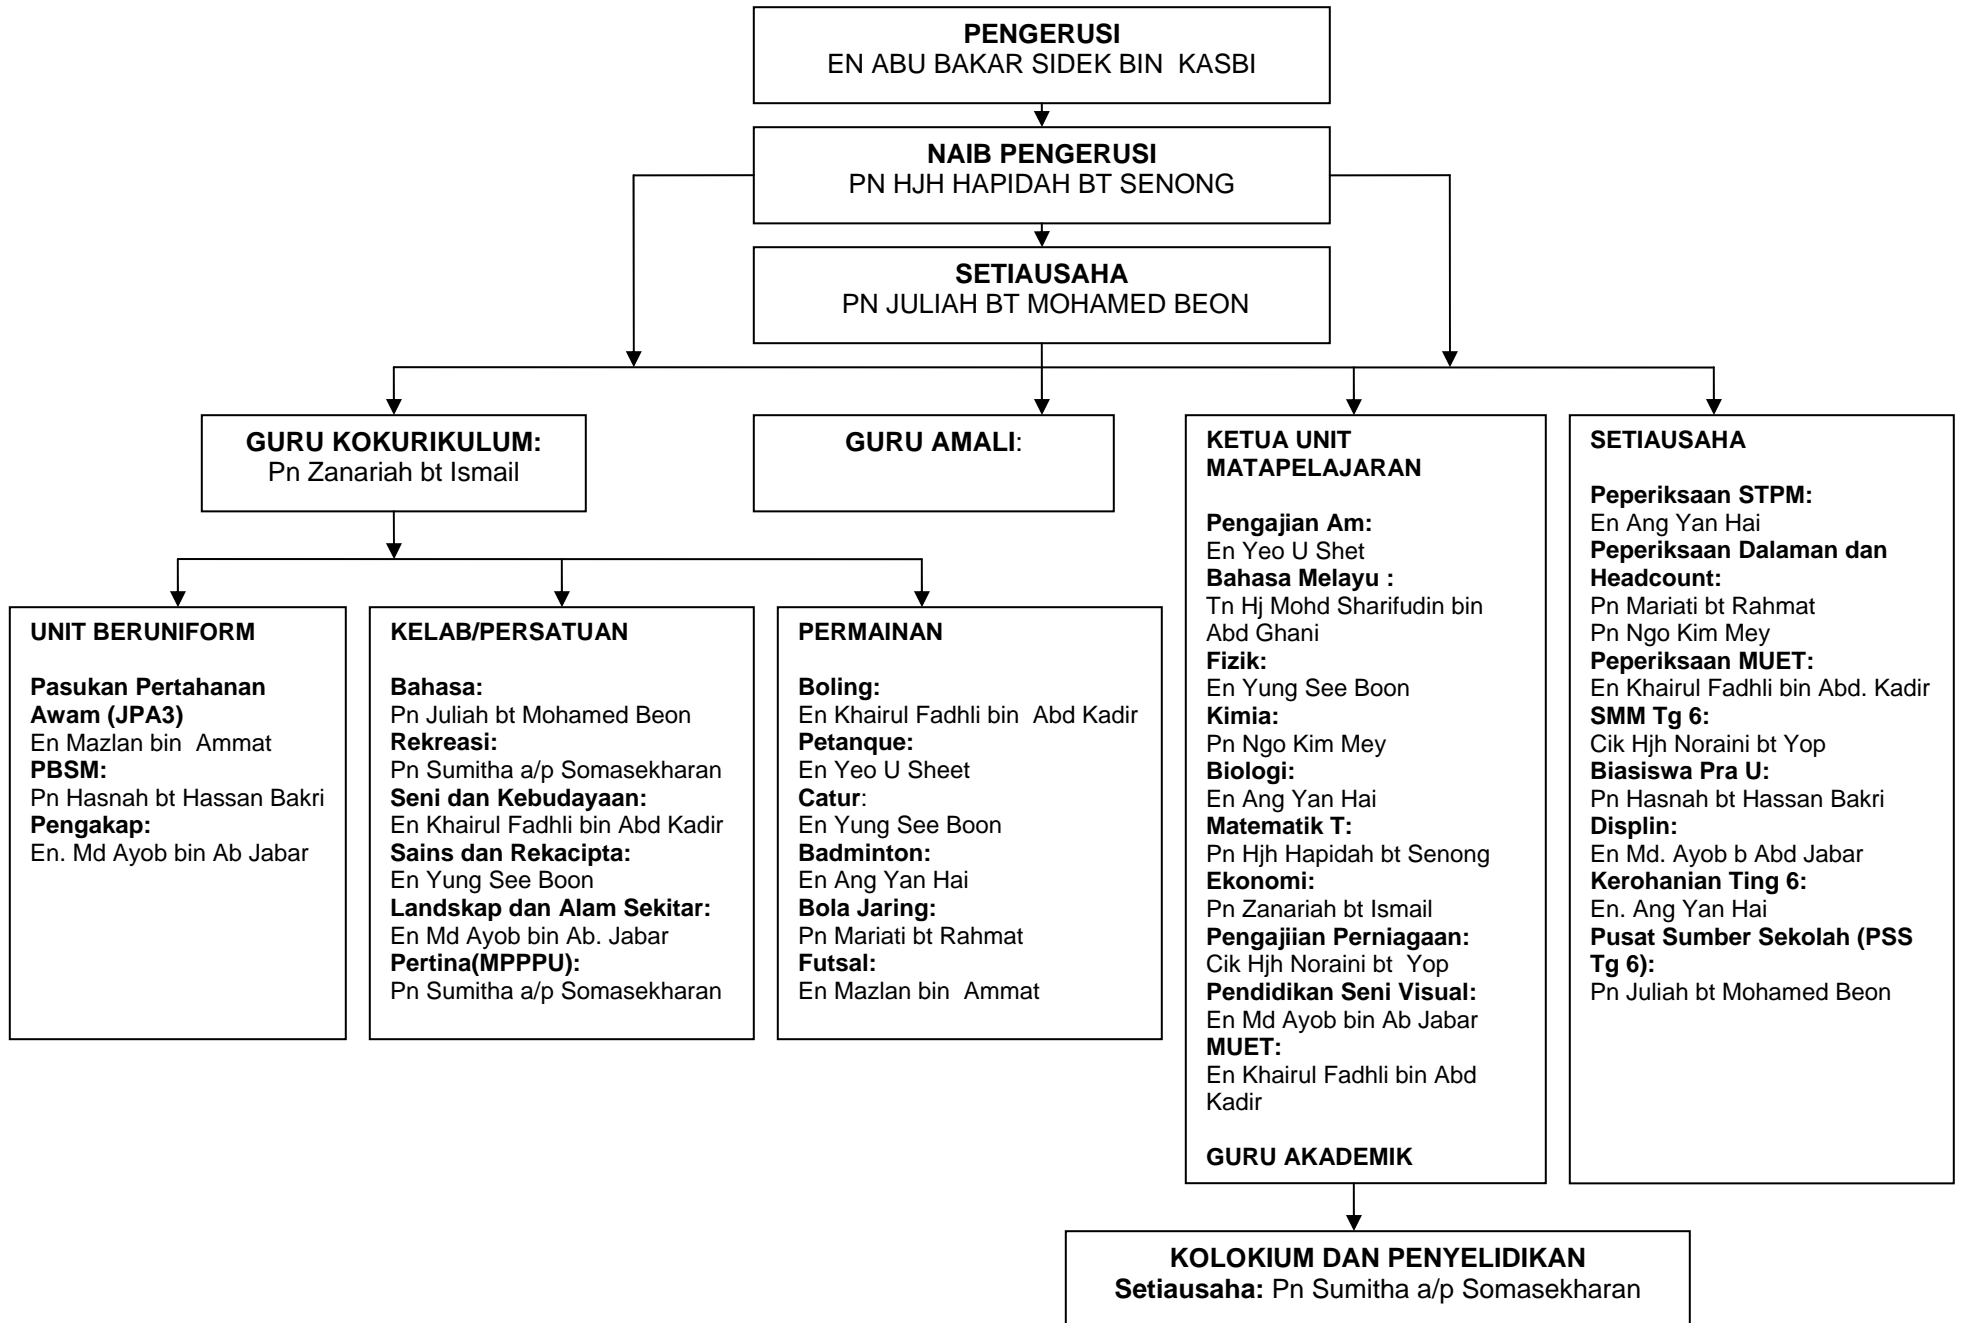 PENGERUSI
EN ABU BAKAR SIDEK BIN  KASBI
NAIB PENGERUSI
PN HJH HAPIDAH BT SENONG
SETIAUSAHA
PN JULIAH BT MOHAMED BEON
GURU KOKURIKULUM:
Pn Zanariah bt Ismail
GURU AMALI:
UNIT BERUNIFORM
Pasukan Pertahanan
Awam (JPA3)
En Mazlan bin  Ammat
PBSM:
Pn Hasnah bt Hassan Bakri
Pengakap:
En. Md Ayob bin Ab Jabar
KELAB/PERSATUAN
Bahasa:
Pn Juliah bt Mohamed Beon
Rekreasi:
Pn Sumitha a/p Somasekharan
Seni dan Kebudayaan:
En Khairul Fadhli bin Abd Kadir
Sains dan Rekacipta:
En Yung See Boon
Landskap dan Alam Sekitar:
En Md Ayob bin Ab. Jabar
Pertina(MPPPU):
Pn Sumitha a/p Somasekharan
PERMAINAN
Boling:
En Khairul Fadhli bin  Abd Kadir
Petanque:
En Yeo U Sheet
Catur:
En Yung See Boon
Badminton:
En Ang Yan Hai
Bola Jaring:
Pn Mariati bt Rahmat
Futsal:
En Mazlan bin  Ammat
KETUA UNIT
MATAPELAJARAN
Pengajian Am:
En Yeo U Shet
Bahasa Melayu :
Tn Hj Mohd Sharifudin bin
Abd Ghani
Fizik:
En Yung See Boon
Kimia:
Pn Ngo Kim Mey
Biologi:
En Ang Yan Hai
Matematik T:
Pn Hjh Hapidah bt Senong
Ekonomi:
Pn Zanariah bt Ismail
Pengajiian Perniagaan:
Cik Hjh Noraini bt  Yop
Pendidikan Seni Visual:
En Md Ayob bin Ab Jabar
MUET:
En Khairul Fadhli bin Abd
Kadir
GURU AKADEMIK
SETIAUSAHA
Peperiksaan STPM:
En Ang Yan Hai
Peperiksaan Dalaman dan
Headcount:
Pn Mariati bt Rahmat
Pn Ngo Kim Mey
Peperiksaan MUET:
En Khairul Fadhli bin Abd. Kadir
SMM Tg 6:
Cik Hjh Noraini bt Yop
Biasiswa Pra U:
Pn Hasnah bt Hassan Bakri
Displin:
En Md. Ayob b Abd Jabar
Kerohanian Ting 6:
En. Ang Yan Hai
Pusat Sumber Sekolah (PSS
Tg 6):
Pn Juliah bt Mohamed Beon
KOLOKIUM DAN PENYELIDIKAN
Setiausaha: Pn Sumitha a/p Somasekharan